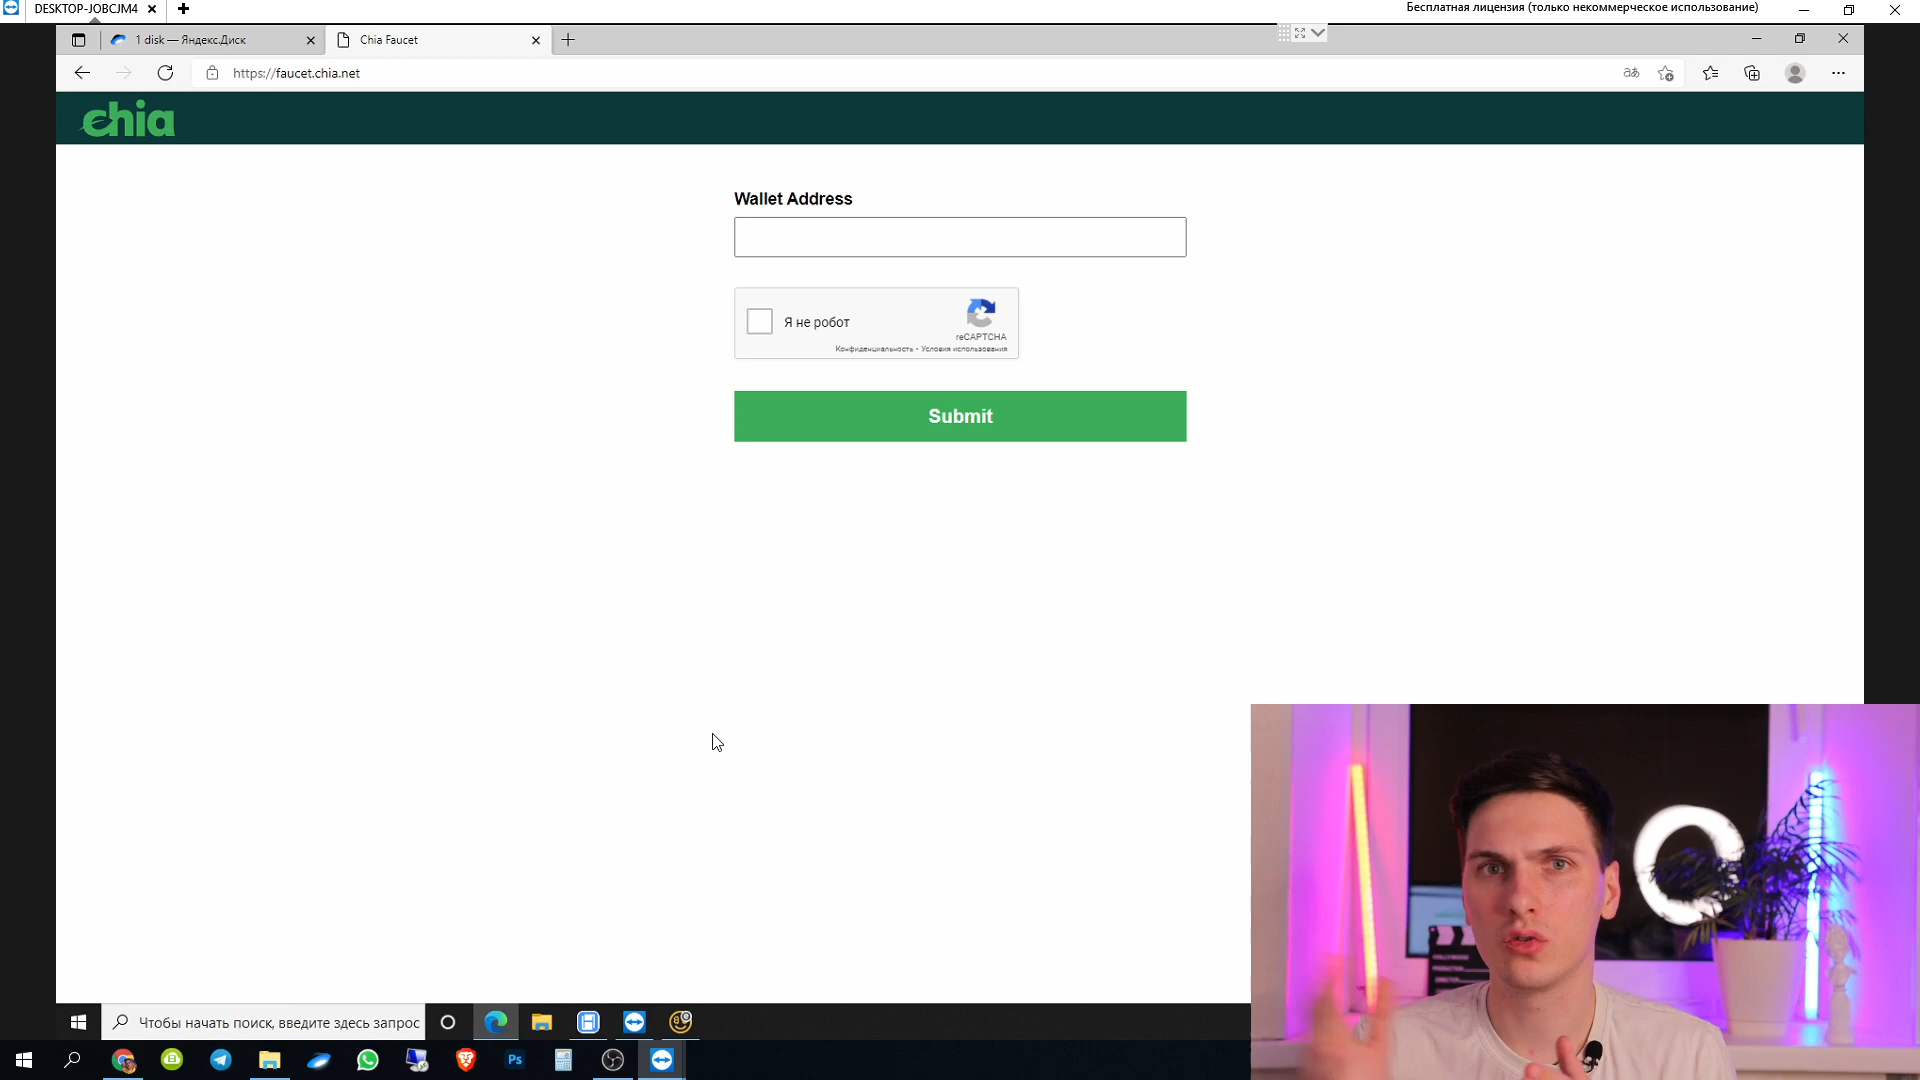 DESKTOP-JOBCJM4
Бесплатная лицензия (только некоммерческое использование)
1 disk — Яндекс.Диск
Chia Faucet
https://faucet.chia.net
chia
Wallet Address
Я не робот
reCAPTCHA
Конфиденциальность • Условия использования
Submit
Чтобы начать поиск, введите здесь запрос
Ps